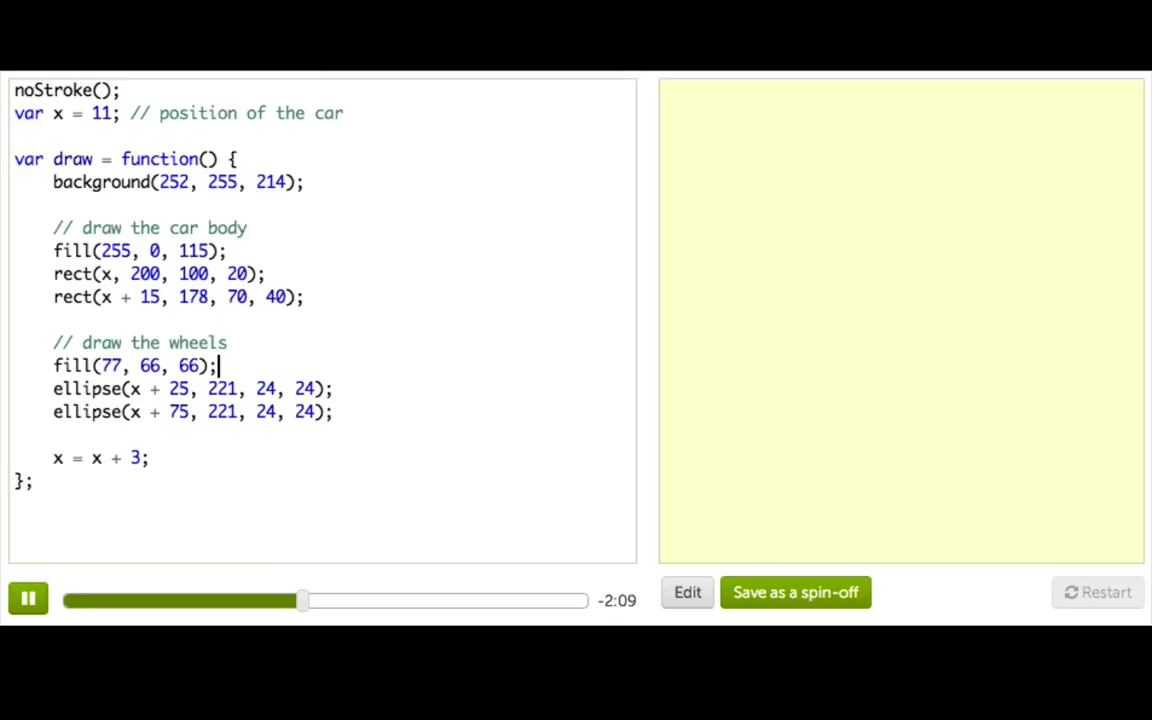 noStroke();
var x = 11; // position of the car
var draw = function() {
background(252, 255, 214);
// draw the car body
fill(255, 0, 115);
rect(x, 200, 100, 20);
rect(x + 15, 178, 70, 40);
// draw the wheels
fill(77, 66, 66);
ellipse(x + 25, 221, 24, 24);
ellipse(x + 75, 221, 24, 24);
x = x + 3;
};
-2:09
Edit
Save as a spin-off
Restart